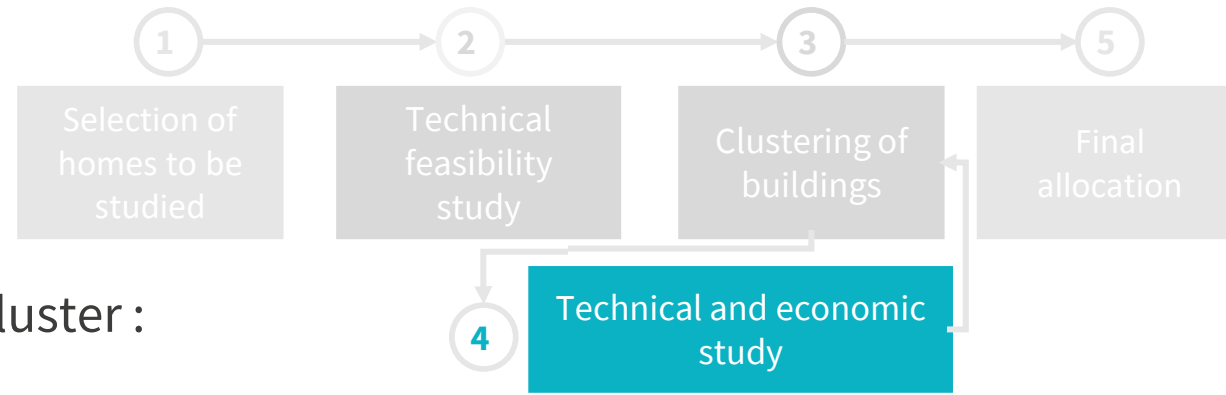 1
2
3
5
Selection of
homes to be
studied
Technical
feasibility
study
Clustering of
buildings
Final
allocation
luster :
4
Technical and economic
study